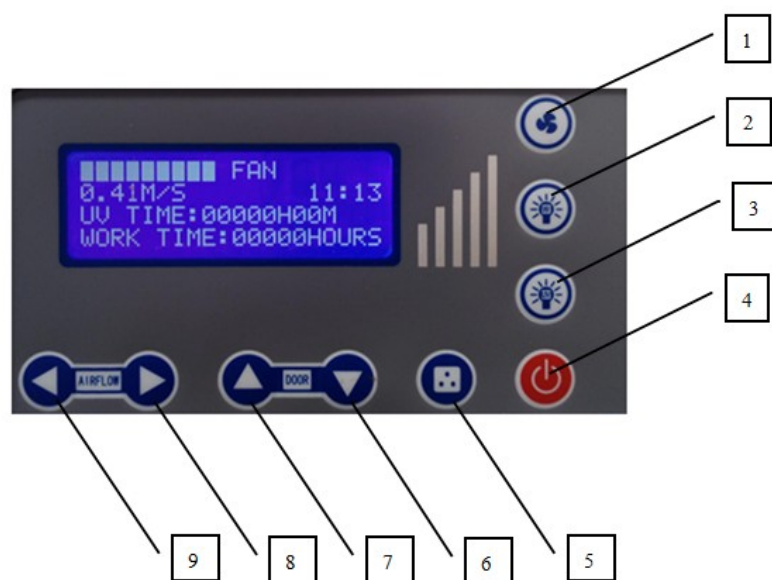 1
2
FAN
0.41M/S 11:13
UV TIME:00000H00M
WORK TIME:00000HOURS
3
4
AIRFLOW
DOOR
9
8
7
6
5